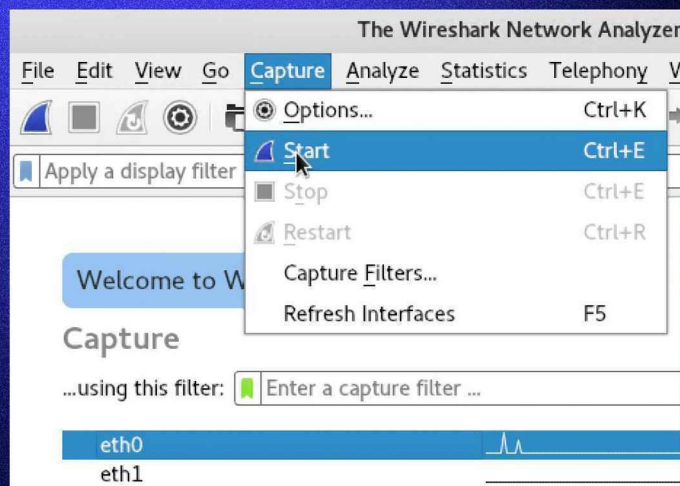 The Wireshark Network Analyzer
File Edit View Go Capture Analyze Statistics Telephony W
Options... Ctrl+K
Start Ctrl+E
Apply a display filter
Stop Ctrl+E
Restart Ctrl+R
Welcome to W
Capture Filters...
Refresh Interfaces F5
Capture
...using this filter: Enter a capture filter ...
eth0
eth1